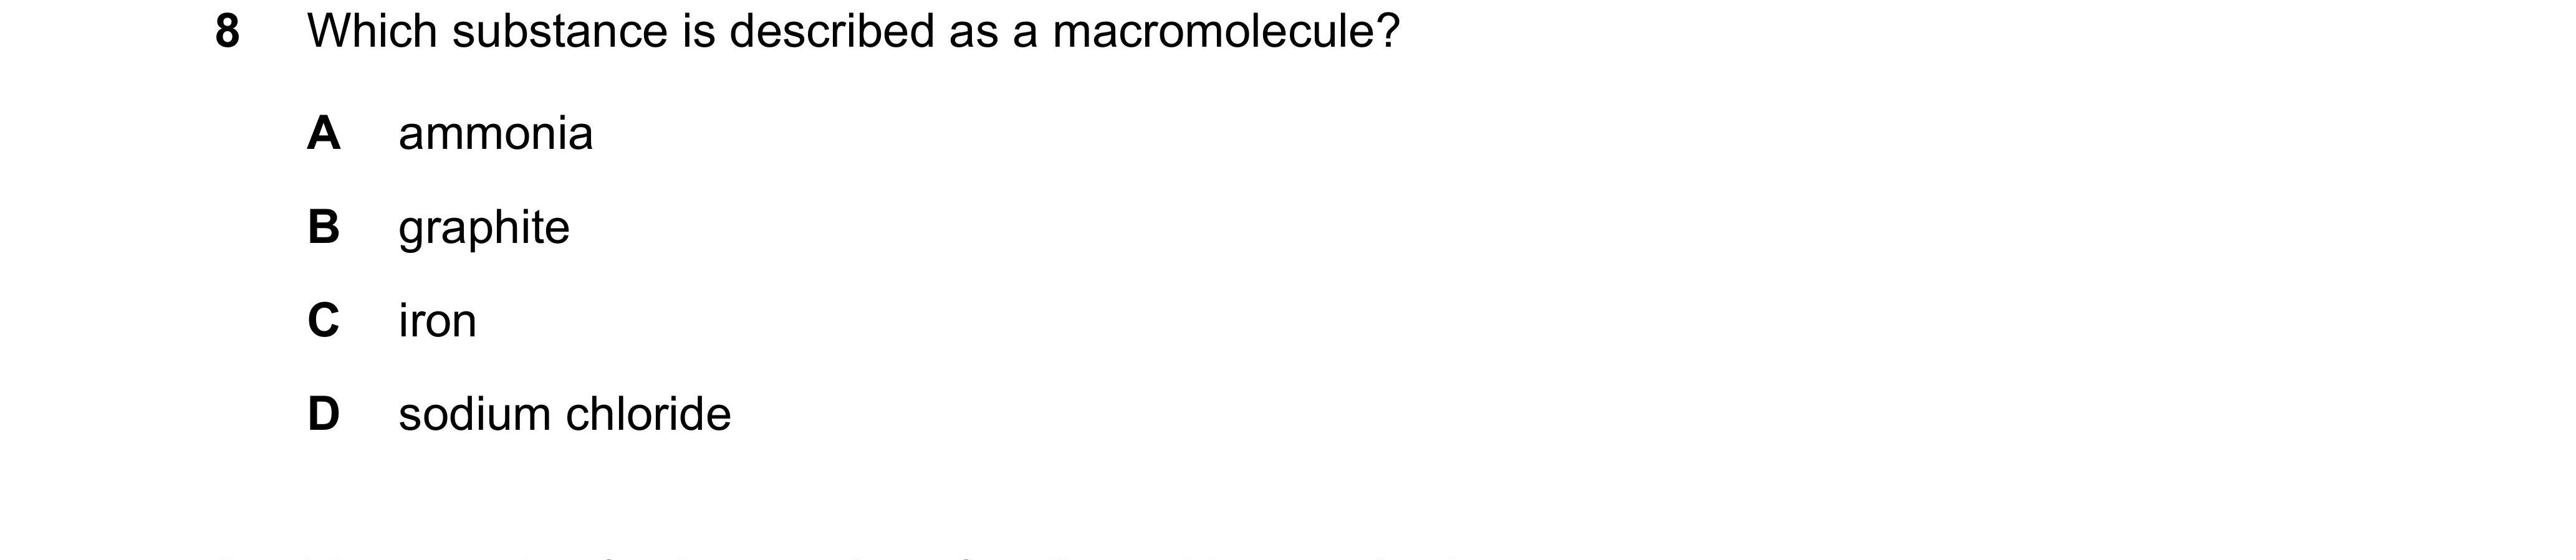 8 Which substance is described as a macromolecule?
A ammonia
B graphite
C iron
D sodium chloride